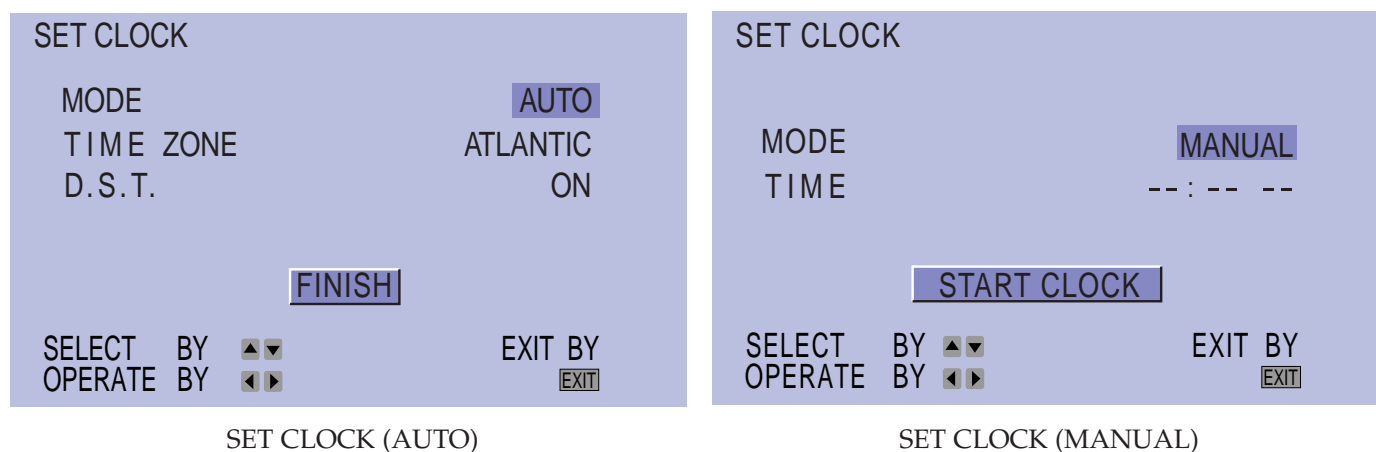 SET CLOCK
MODE AUTO
TIME ZONE ATLANTIC
D.S.T. ON
FINISH
SELECT BY ▲▼ EXIT BY
OPERATE BY ◀▶ EXIT
SET CLOCK (AUTO)
SET CLOCK
MODE MANUAL
TIME --:-- --
START CLOCK
SELECT BY ▲▼ EXIT BY
OPERATE BY ◀▶ EXIT
SET CLOCK (MANUAL)